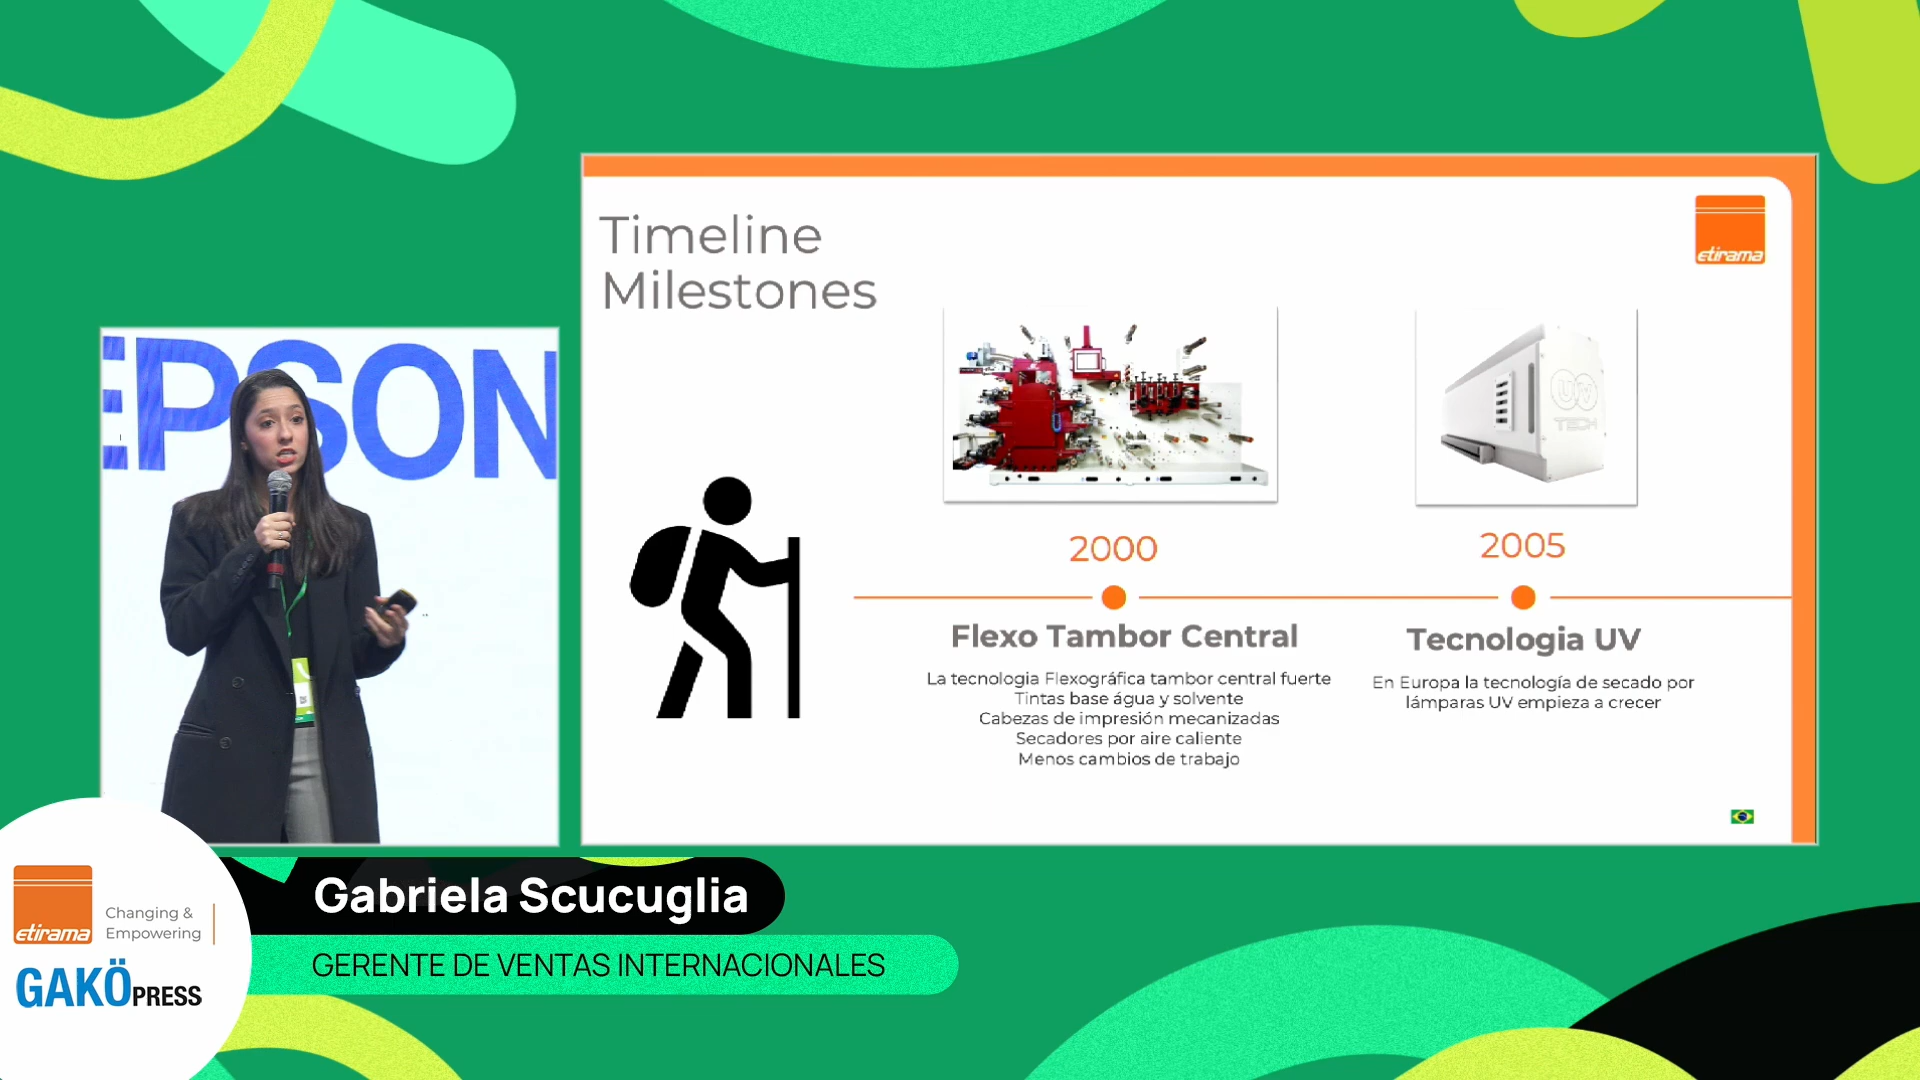 Timeline
Milestones
etirama
EPSON
UV
TECH
2000
2005
Flexo Tambor Central
Tecnologia UV
La tecnologia Flexográfica tambor central fuerte
Tintas base água y solvente
Cabezas de impresión mecanizadas
Secadores por aire caliente
Menos cambios de trabajo
En Europa la tecnología de secado por
lámparas UV empieza a crecer
Gabriela Scucuglia
GERENTE DE VENTAS INTERNACIONALES
etirama
Changing &
Empowering
GAKÖPRESS